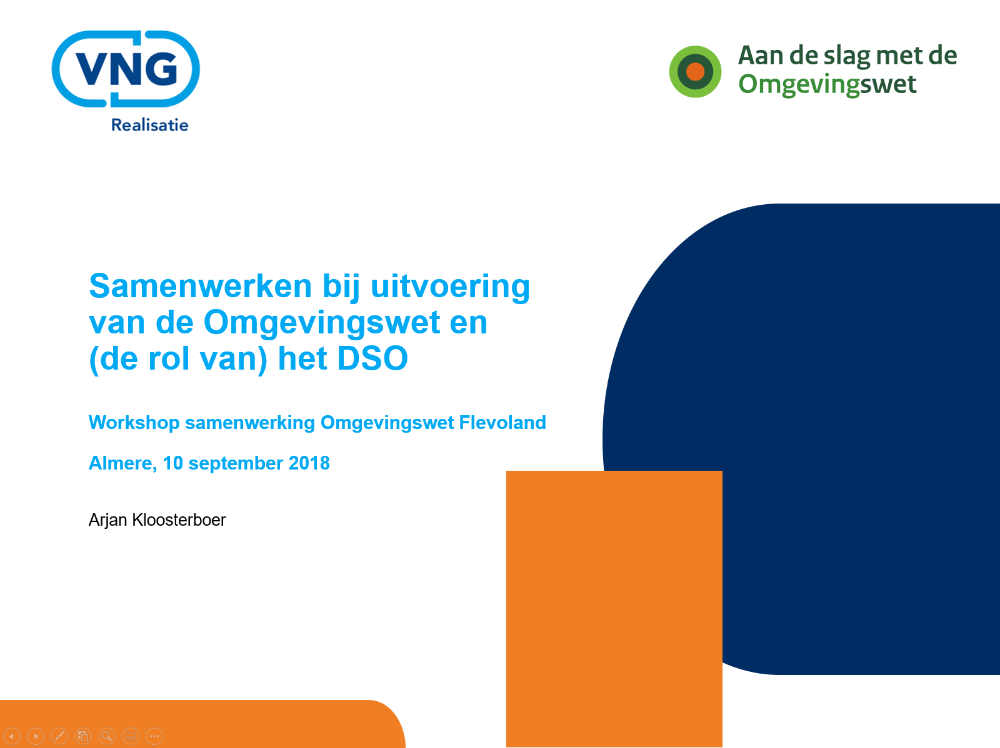 VNG
Realisatie
Aan de slag met de
Omgevingswet
Samenwerken bij uitvoering
van de Omgevingswet en
(de rol van) het DSO
Workshop samenwerking Omgevingswet Flevoland
Almere, 10 september 2018
Arjan Kloosterboer